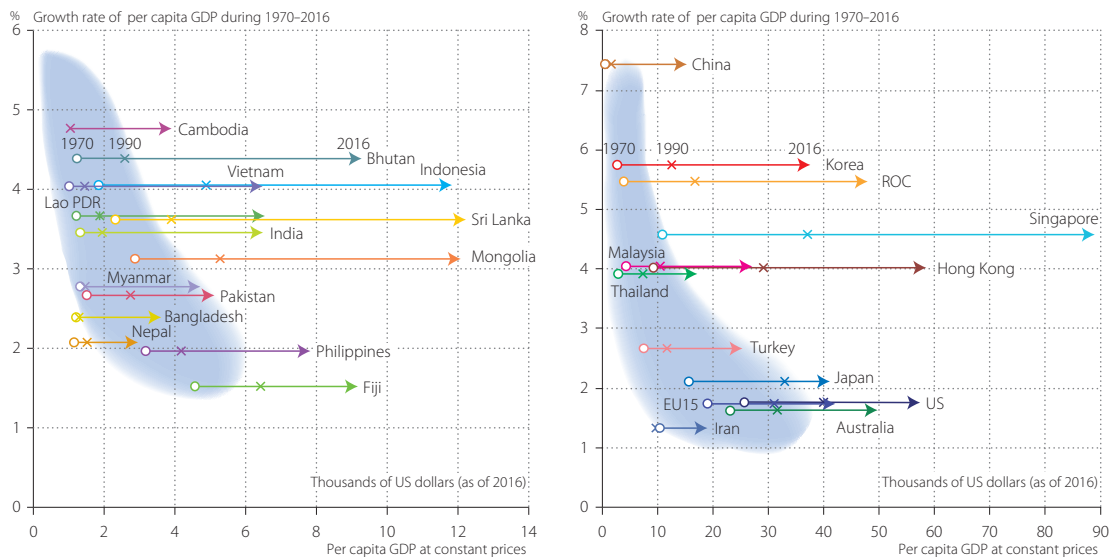 % Growth rate of per capita GDP during 1970–2016
6
5
4
3
2
1
0
Cambodia
1970 1990 2016
Bhutan
Indonesia
Vietnam
Lao PDR
Sri Lanka
India
Mongolia
Myanmar
Pakistan
Bangladesh
Nepal
Philippines
Fiji
Thousands of US dollars (as of 2016)
0 2 4 6 8 10 12 14
Per capita GDP at constant prices
% Growth rate of per capita GDP during 1970–2016
8
7
6
5
4
3
2
1
0
China
1970 1990 2016
Korea
ROC
Singapore
Malaysia
Hong Kong
Thailand
Turkey
Japan
EU15
US
Australia
Iran
Thousands of US dollars (as of 2016)
0 10 20 30 40 50 60 70 80 90
Per capita GDP at constant prices